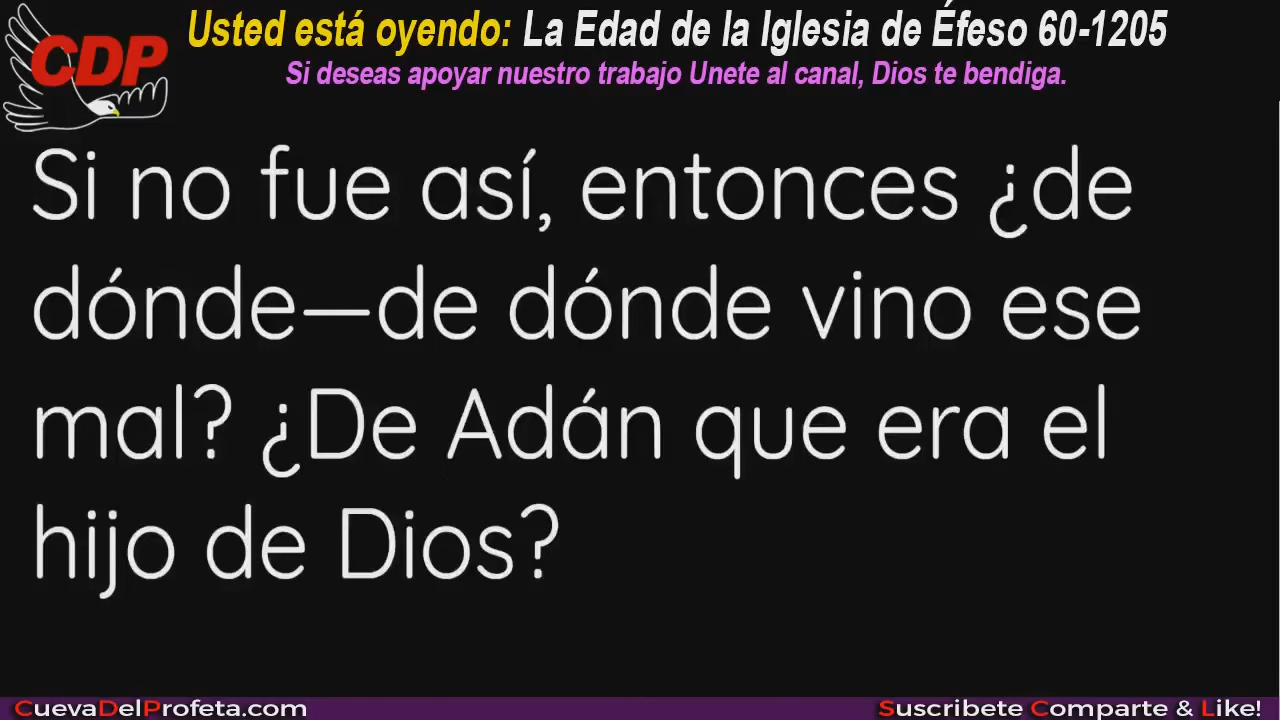 CDP
Usted está oyendo: La Edad de la Iglesia de Éfeso 60-1205
Si deseas apoyar nuestro trabajo Unete al canal, Dios te bendiga.
Si no fue así, entonces ¿de
dónde—de dónde vino ese
mal? ¿De Adán que era el
hijo de Dios?
CuevaDelProfeta.com
Suscribete Comparte & Like!